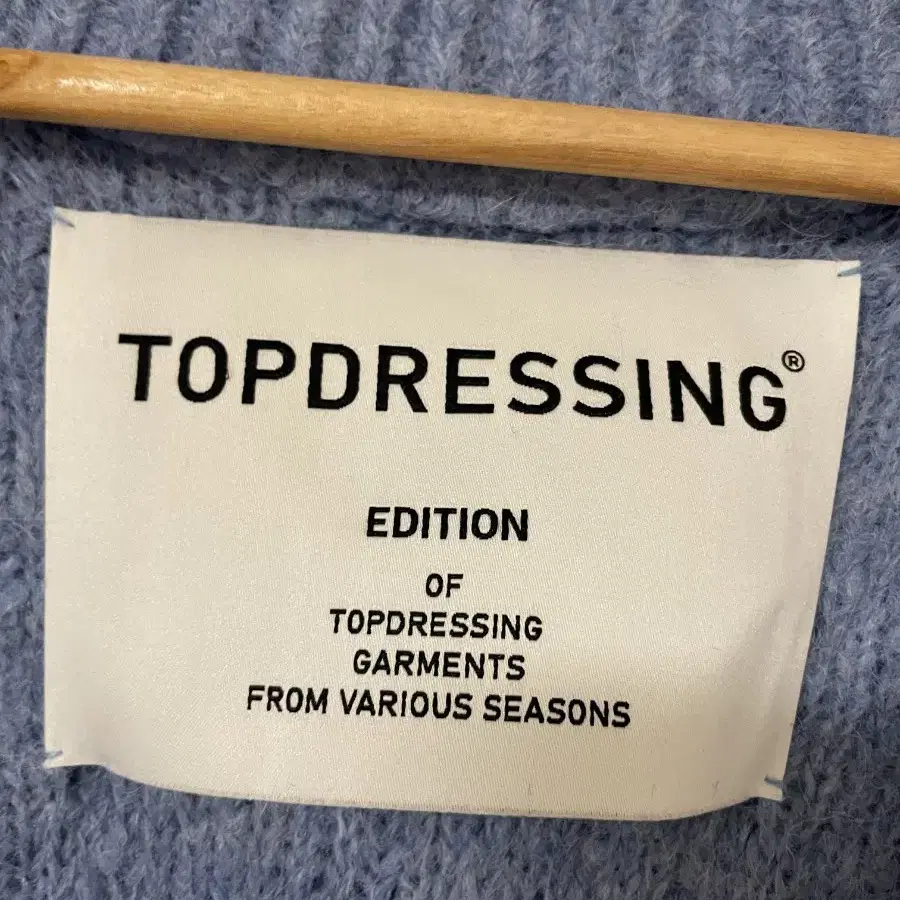 TOPDRESSING®
EDITION
OF
TOPDRESSING
GARMENTS
FROM VARIOUS SEASONS